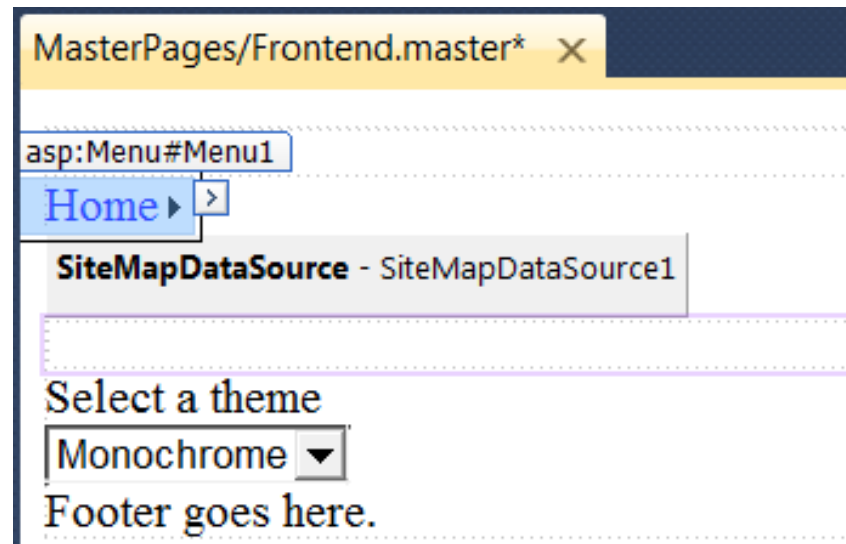 MasterPages/Frontend.master*
asp:Menu#Menu1
Home
SiteMapDataSource - SiteMapDataSource1
Select a theme
Monochrome
Footer goes here.